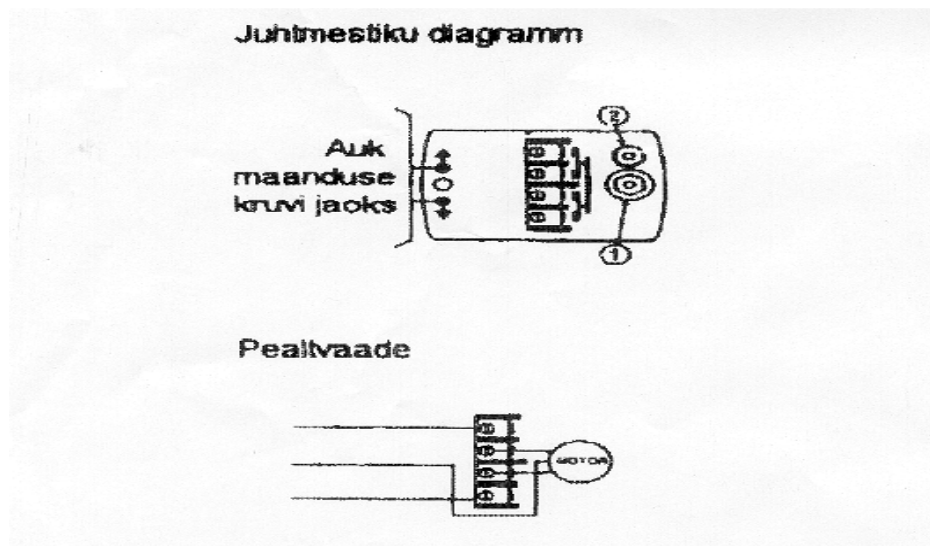 Juhtmestiku diagramm
2
Auk
maanduse
kruvi jaoks
1
Pealtvaade
MOTOR